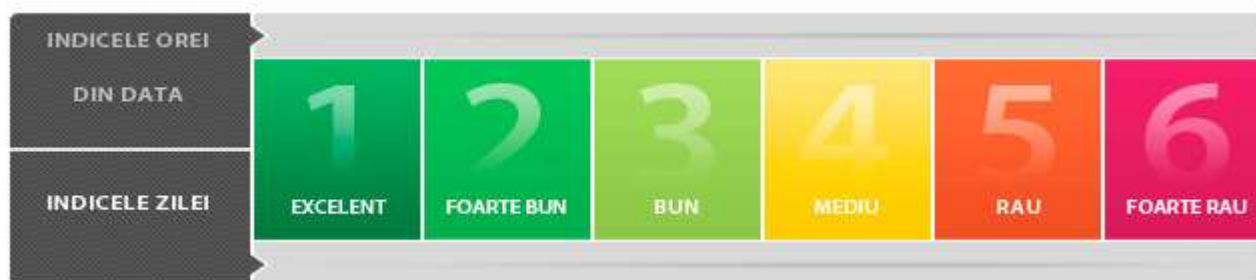 INDICELE OREI
DIN DATA
INDICELE ZILEI
1
EXCELENT
2
FOARTE BUN
3
BUN
4
MEDIU
5
RAU
6
FOARTE RAU